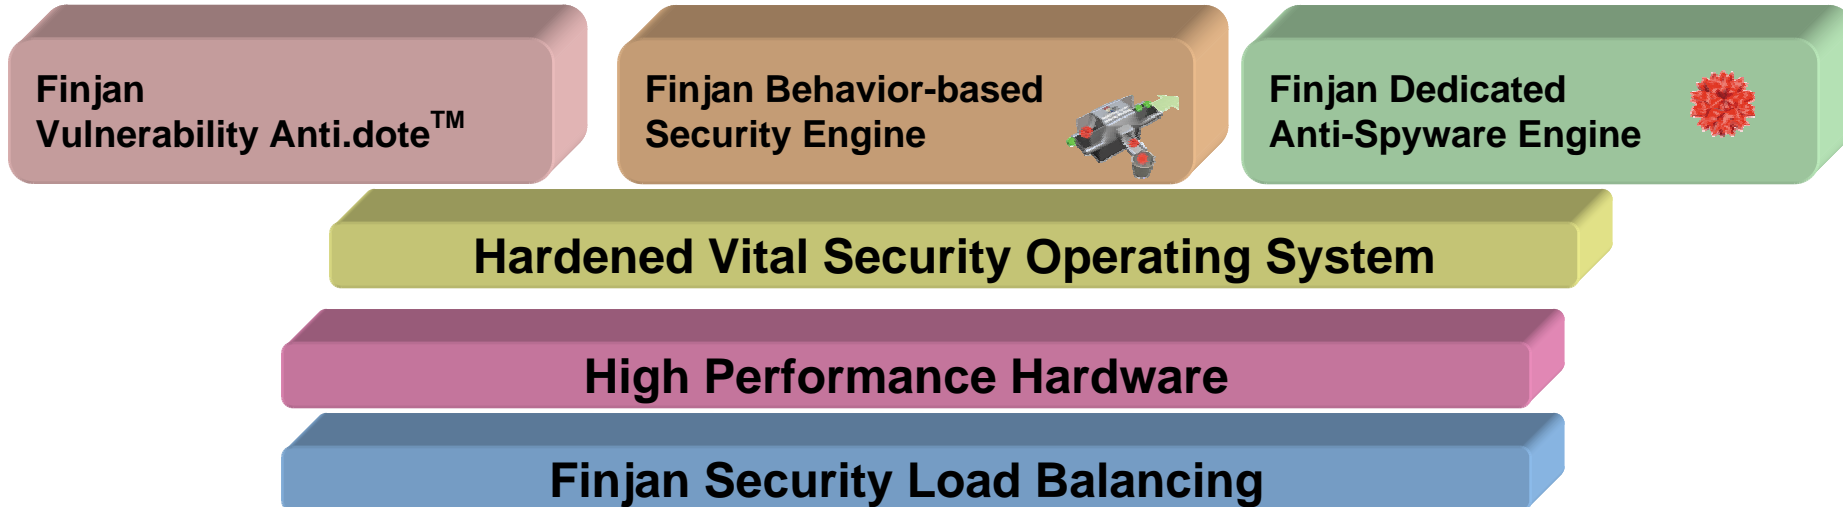 Finjan
Vulnerability Anti.dote™
Finjan Behavior-based
Security Engine
Finjan Dedicated
Anti-Spyware Engine
Hardened Vital Security Operating System
High Performance Hardware
Finjan Security Load Balancing